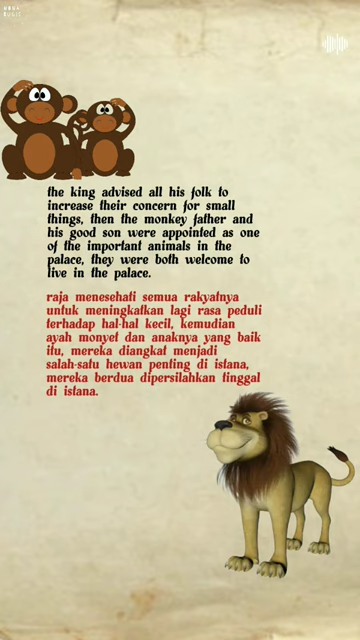 the king advised all his folk to
increase their concern for small
things, then the monkey father and
his good son were appointed as one
of the important animals in the
palace, they were both welcome to
live in the palace.
raja menesehati semua rakyatnya
untuk meningkatkan lagi rasa peduli
terhadap hal-hal kecil, kemudian
ayah monyet dan anaknya yang baik
itu, mereka diangkat menjadi
salah-satu hewan penting di istana,
mereka berdua dipersilahkan tinggal
di istana.